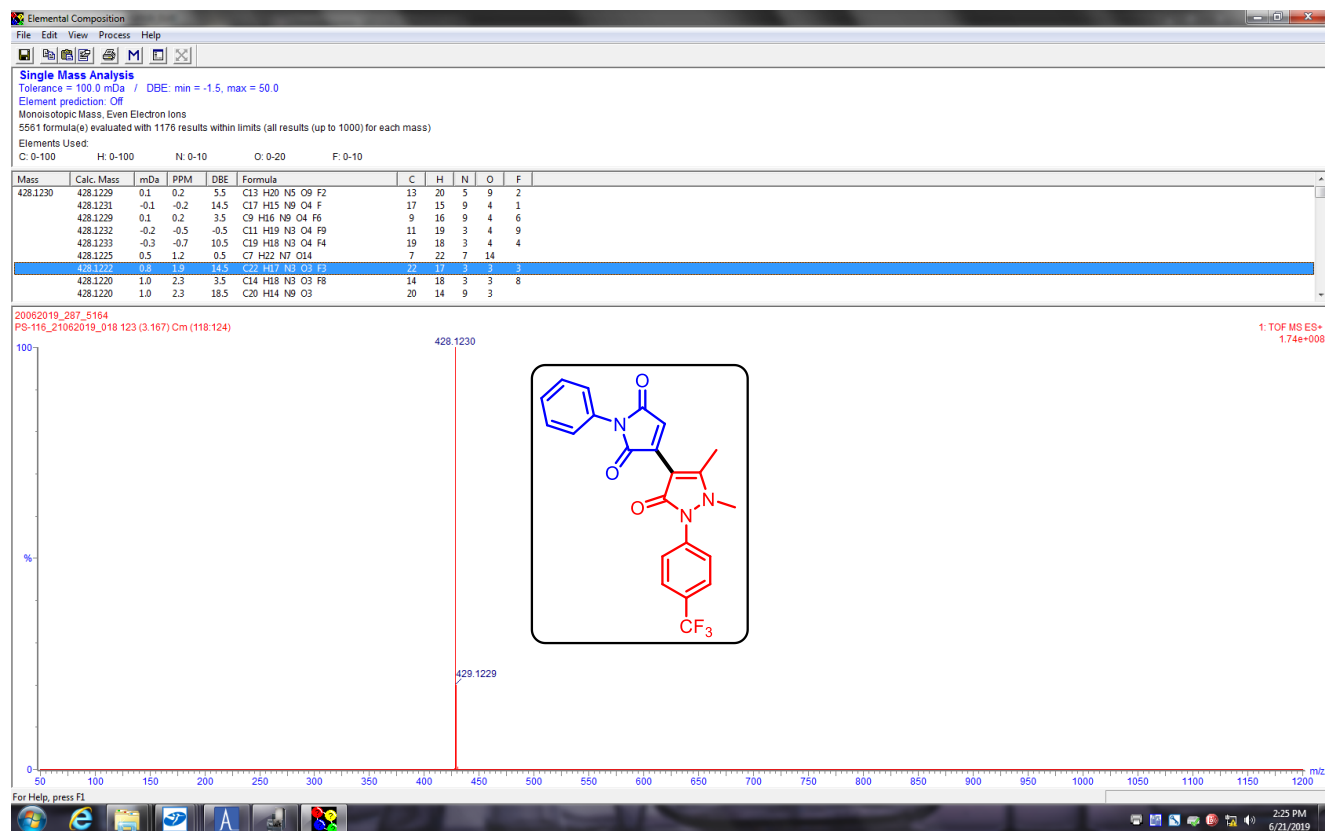 Elemental Composition
File Edit View Process Help
Single Mass Analysis
Tolerance = 100.0 mDa / DBE: min = -1.5, max = 50.0
Element prediction: Off
Monoisotopic Mass, Even Electron Ions
5561 formula(e) evaluated with 1176 results within limits (all results (up to 1000) for each mass)
Elements Used:
C: 0-100 H: 0-100 N: 0-10 O: 0-20 F: 0-10
Mass Calc. Mass mDa PPM DBE Formula C H N O F
428.1230 428.1229 0.1 0.2 5.5 C13 H20 N5 O9 F2 13 20 5 9 2
428.1231 -0.1 -0.2 14.5 C17 H15 N9 O4 F 17 15 9 4 1
428.1229 0.1 0.2 3.5 C9 H16 N9 O4 F6 9 16 9 4 6
428.1232 -0.2 -0.5 -0.5 C11 H19 N3 O4 F9 11 19 3 4 9
428.1233 -0.3 -0.7 10.5 C19 H18 N3 O4 F4 19 18 3 4 4
428.1225 0.5 1.2 0.5 C7 H22 N7 O14 7 22 7 14
428.1222 0.8 1.9 14.5 C22 H17 N3 O3 F3 22 17 3 3 3
428.1220 1.0 2.3 3.5 C14 H18 N3 O3 F8 14 18 3 3 8
428.1220 1.0 2.3 18.5 C20 H14 N9 O3 20 14 9 3
20062019_287_5164
PS-116_21062019_018 123 (3.167) Cm (118:124)
1: TOF MS ES+
1.74e+008
100
428.1230
O
N
O
O
N
N
CF3
%
429.1229
0
50 100 150 200 250 300 350 400 450 500 550 600 650 700 750 800 850 900 950 1000 1050 1100 1150 1200
m/z
For Help, press F1
2:25 PM
6/21/2019